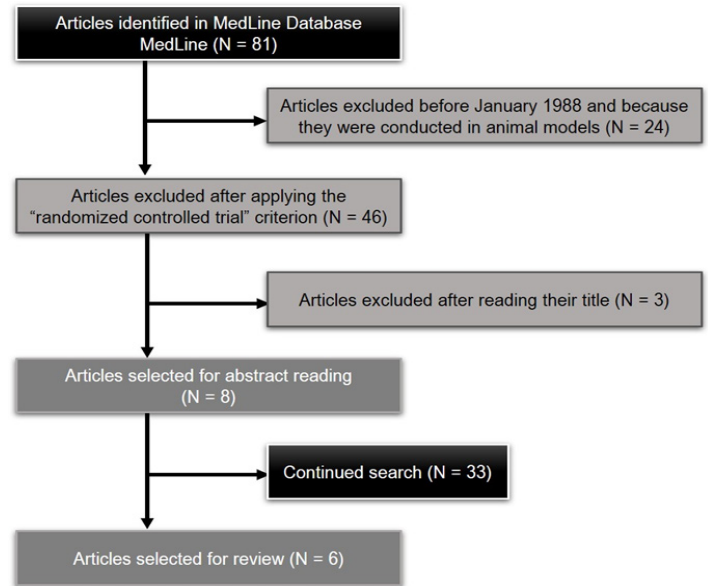 Articles identified in MedLine Database
MedLine (N = 81)
Articles excluded before January 1988 and because
they were conducted in animal models (N = 24)
Articles excluded after applying the
“randomized controlled trial” criterion (N = 46)
Articles excluded after reading their title (N = 3)
Articles selected for abstract reading
(N = 8)
Continued search (N = 33)
Articles selected for review (N = 6)